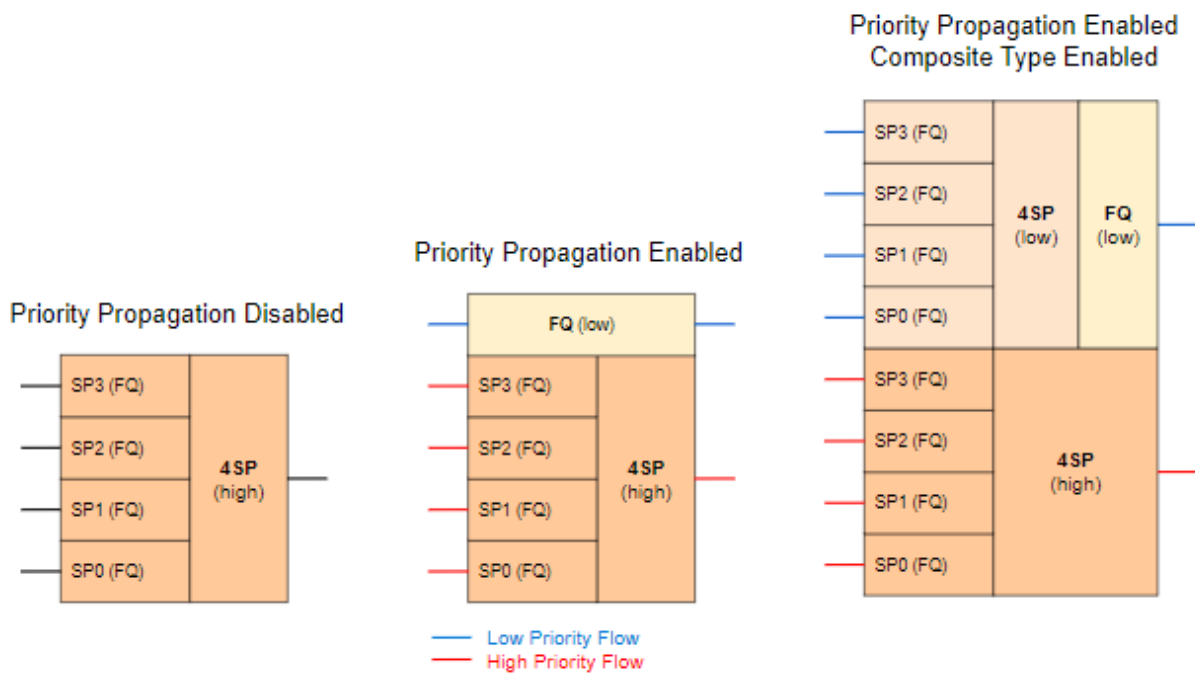 Priority Propagation Disabled
SP3 (FQ)
SP2 (FQ)
SP1 (FQ)
SP0 (FQ)
4SP
(high)
Priority Propagation Enabled
FQ (low)
SP3 (FQ)
SP2 (FQ)
SP1 (FQ)
SP0 (FQ)
4SP
(high)
Low Priority Flow
High Priority Flow
Priority Propagation Enabled
Composite Type Enabled
SP3 (FQ)
SP2 (FQ)
SP1 (FQ)
SP0 (FQ)
4SP
(low)
FQ
(low)
SP3 (FQ)
SP2 (FQ)
SP1 (FQ)
SP0 (FQ)
4SP
(high)